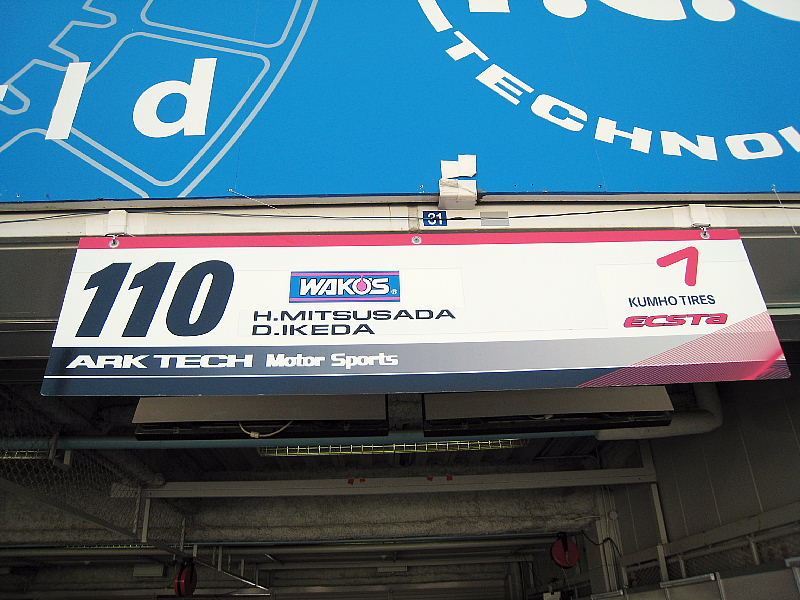 ld
TECHNO
31
110
WAKO'S
H.MITSUSADA
D.IKEDA
KUMHO TIRES
ECSTA
ARK TECH Motor Sports